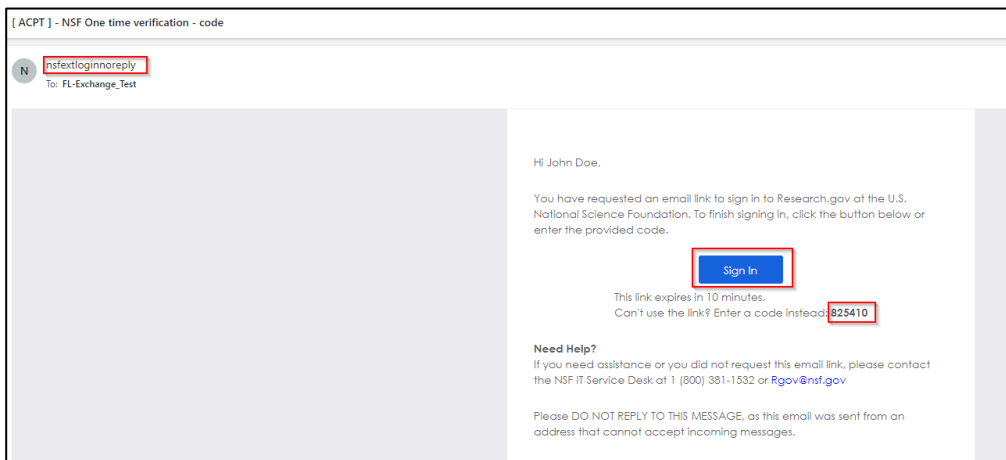 [ ACPT ] - NSF One time verification - code
N
nsfextloginnoreply
To: FL-Exchange_Test
Hi John Doe,
You have requested an email link to sign in to Research.gov at the U.S.
National Science Foundation. To finish signing in, click the button below or
enter the provided code.
Sign In
This link expires in 10 minutes.
Can't use the link? Enter a code instead: 825410
Need Help?
If you need assistance or you did not request this email link, please contact
the NSF IT Service Desk at 1 (800) 381-1532 or Rgov@nsf.gov
Please DO NOT REPLY TO THIS MESSAGE, as this email was sent from an
address that cannot accept incoming messages.